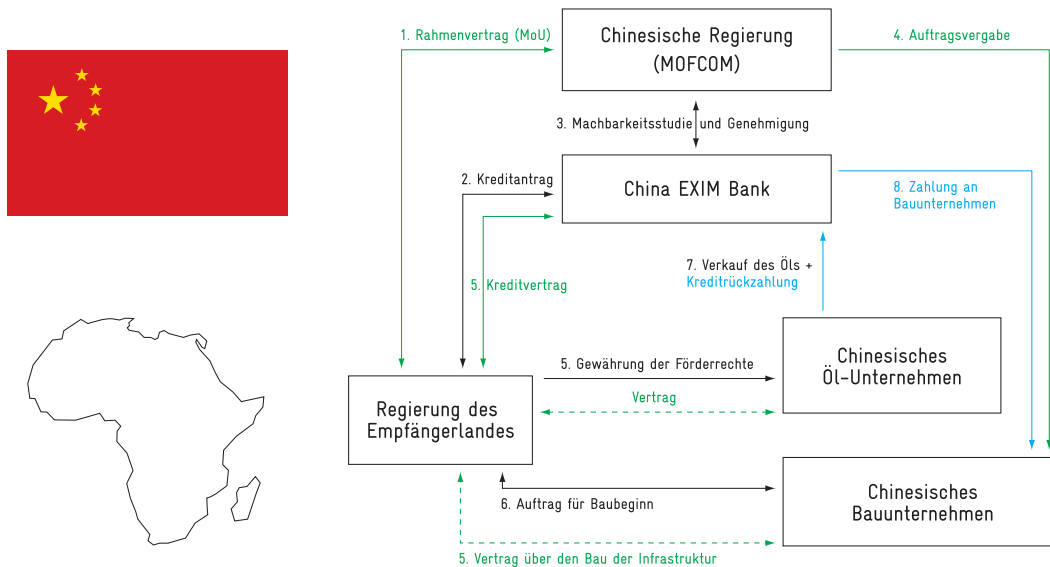 1. Rahmenvertrag (MoU)
Chinesische Regierung
(MOFCOM)
4. Auftragsvergabe
3. Machbarkeitsstudie und Genehmigung
2. Kreditantrag
China EXIM Bank
8. Zahlung an
Bauunternehmen
7. Verkauf des Öls +
Kreditrückzahlung
5. Kreditvertrag
5. Gewährung der Förderrechte
Chinesisches
Öl-Unternehmen
Vertrag
Regierung des
Empfängerlandes
6. Auftrag für Baubeginn
Chinesisches
Bauunternehmen
5. Vertrag über den Bau der Infrastruktur